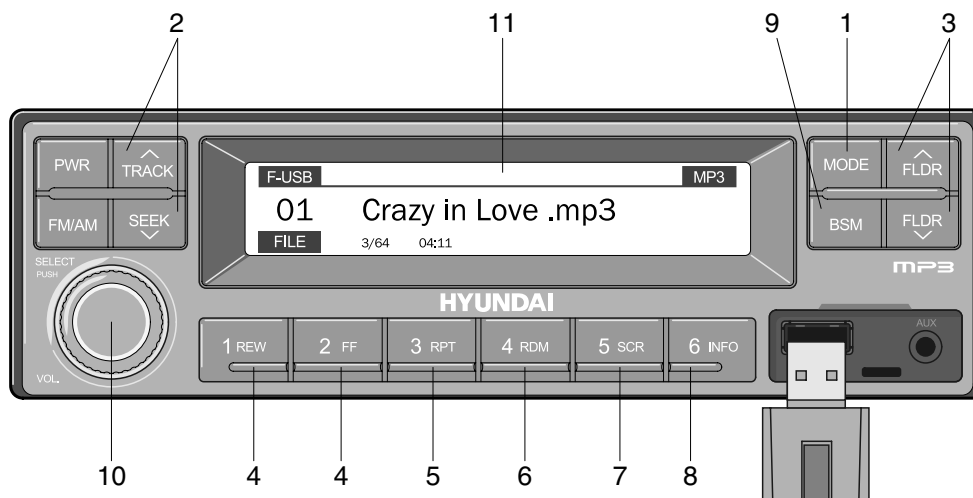 2 11 9 1 3
PWR TRACK
FM/AM SEEK
F-USB MP3
01 Crazy in Love .mp3
FILE 3/64 04:11
MODE FLDR
BSM FLDR
MP3
SELECT
PUSH
VOL.
HYUNDAI
1 REW 2 FF 3 RPT 4 RDM 5 SCR 6 INFO
AUX
10 4 4 5 6 7 8